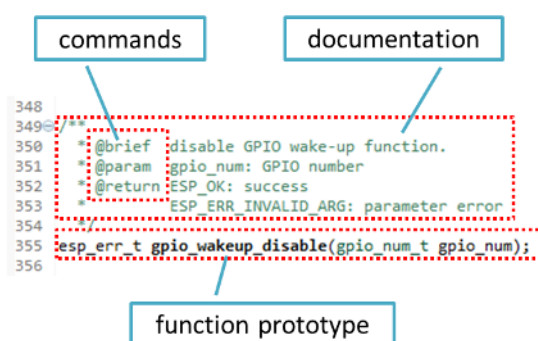 commands
documentation
348
349 /**
350 * @brief disable GPIO wake-up function.
351 * @param gpio_num: GPIO number
352 * @return ESP_OK: success
353 * ESP_ERR_INVALID_ARG: parameter error
354 */
355 esp_err_t gpio_wakeup_disable(gpio_num_t gpio_num);
356
function prototype